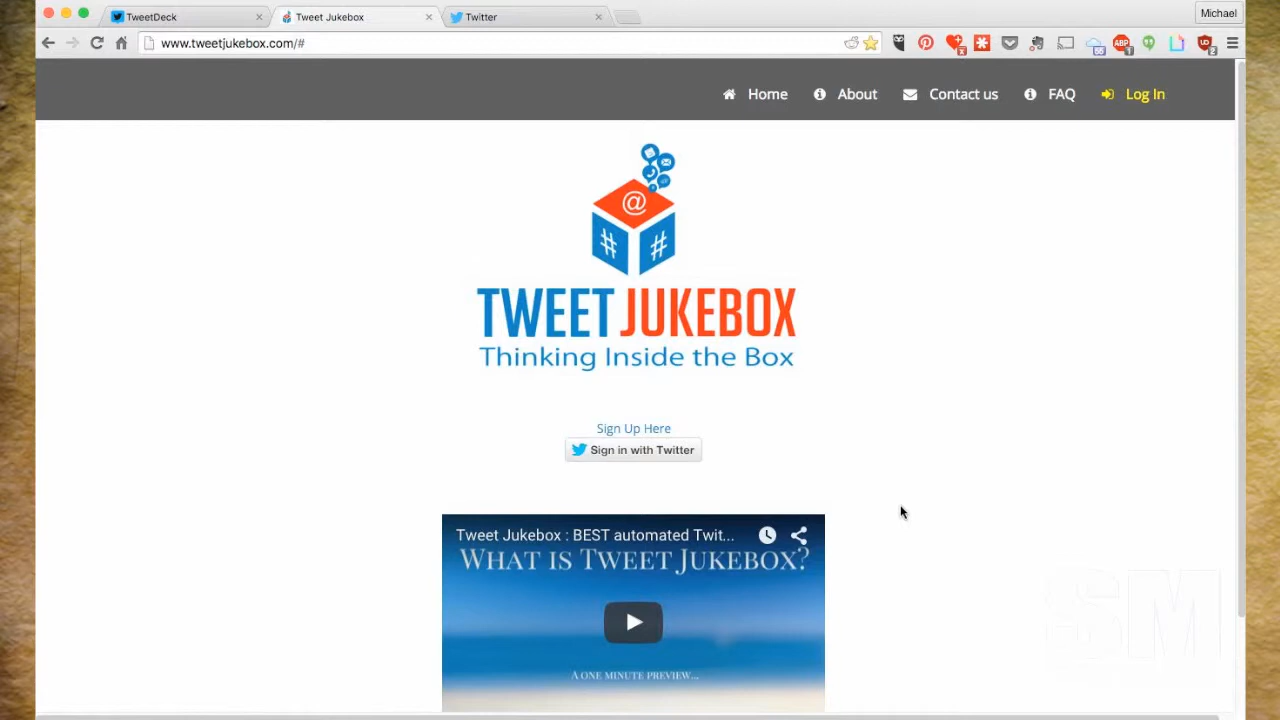 TweetDeck
Tweet Jukebox
Twitter
Michael
www.tweetjukebox.com/#
Home
About
Contact us
FAQ
Log In
@
# #
TWEET JUKEBOX
Thinking Inside the Box
Sign Up Here
Sign in with Twitter
Tweet Jukebox : BEST automated Twit...
WHAT IS TWEET JUKEBOX?
A ONE MINUTE PREVIEW...
SM